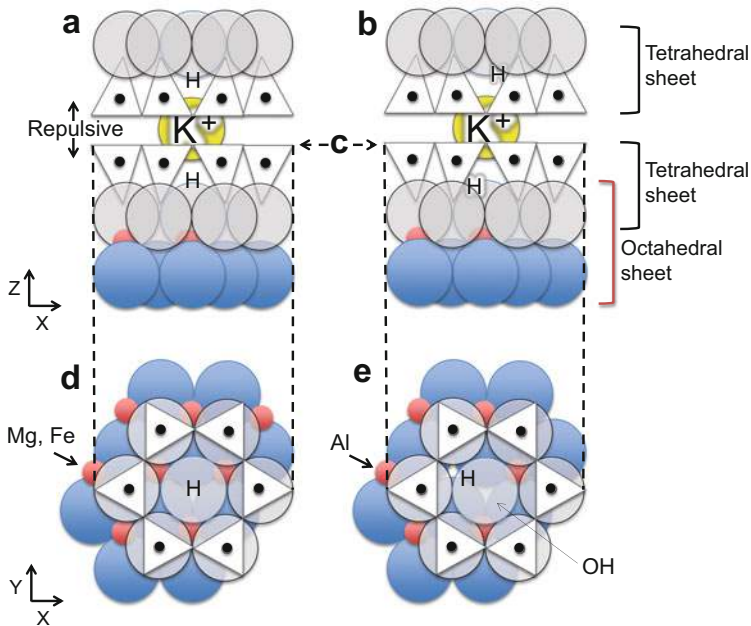 a
b
H
H
Tetrahedral
sheet
Repulsive
K+
K+
c
H
H
Tetrahedral
sheet
Octahedral
sheet
Z
X
d
e
Mg, Fe
Al
H
H
OH
Y
X